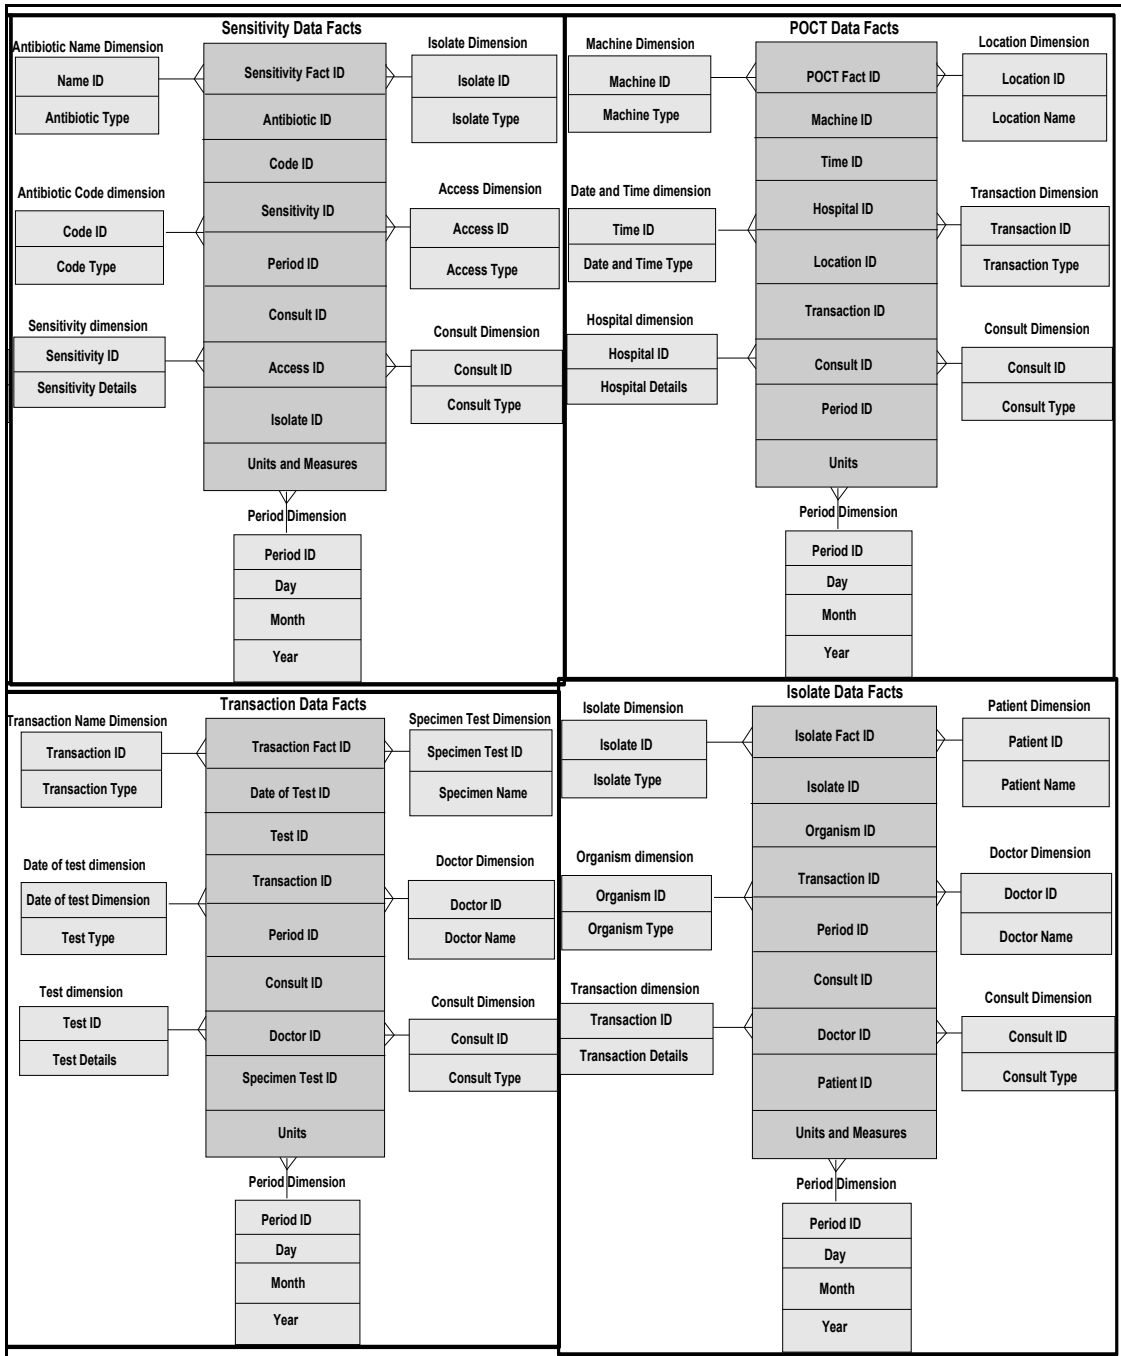 Sensitivity Data Facts
Antibiotic Name Dimension
Name ID
Antibiotic Type
Antibiotic Code dimension
Code ID
Code Type
Sensitivity dimension
Sensitivity ID
Sensitivity Details
Sensitivity Fact ID
Antibiotic ID
Code ID
Sensitivity ID
Period ID
Consult ID
Access ID
Isolate ID
Units and Measures
Isolate Dimension
Isolate ID
Isolate Type
Access Dimension
Access ID
Access Type
Consult Dimension
Consult ID
Consult Type
Period Dimension
Period ID
Day
Month
Year
POCT Data Facts
Machine Dimension
Machine ID
Machine Type
Date and Time dimension
Time ID
Date and Time Type
Hospital dimension
Hospital ID
Hospital Details
POCT Fact ID
Machine ID
Time ID
Hospital ID
Location ID
Transaction ID
Consult ID
Period ID
Units
Location Dimension
Location ID
Location Name
Transaction Dimension
Transaction ID
Transaction Type
Consult Dimension
Consult ID
Consult Type
Period Dimension
Period ID
Day
Month
Year
Transaction Data Facts
Transaction Name Dimension
Transaction ID
Transaction Type
Date of test dimension
Date of test Dimension
Test Type
Test dimension
Test ID
Test Details
Trasaction Fact ID
Date of Test ID
Test ID
Transaction ID
Period ID
Consult ID
Doctor ID
Specimen Test ID
Units
Specimen Test Dimension
Specimen Test ID
Specimen Name
Doctor Dimension
Doctor ID
Doctor Name
Consult Dimension
Consult ID
Consult Type
Period Dimension
Period ID
Day
Month
Year
Isolate Data Facts
Isolate Dimension
Isolate ID
Isolate Type
Organism dimension
Organism ID
Organism Type
Transaction dimension
Transaction ID
Transaction Details
Isolate Fact ID
Isolate ID
Organism ID
Transaction ID
Period ID
Consult ID
Doctor ID
Patient ID
Units and Measures
Patient Dimension
Patient ID
Patient Name
Doctor Dimension
Doctor ID
Doctor Name
Consult Dimension
Consult ID
Consult Type
Period Dimension
Period ID
Day
Month
Year